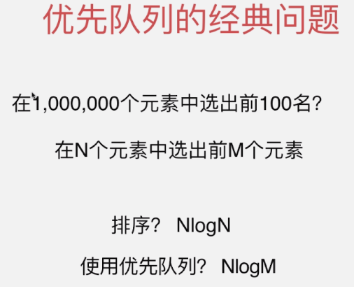 优先队列的经典问题
在1,000,000个元素中选出前100名？
在N个元素中选出前M个元素
排序？ NlogN
使用优先队列？ NlogM